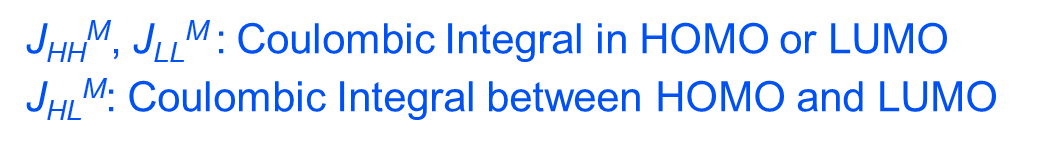 J_HH^M, J_LL^M: Coulombic Integral in HOMO or LUMO
J_HL^M: Coulombic Integral between HOMO and LUMO